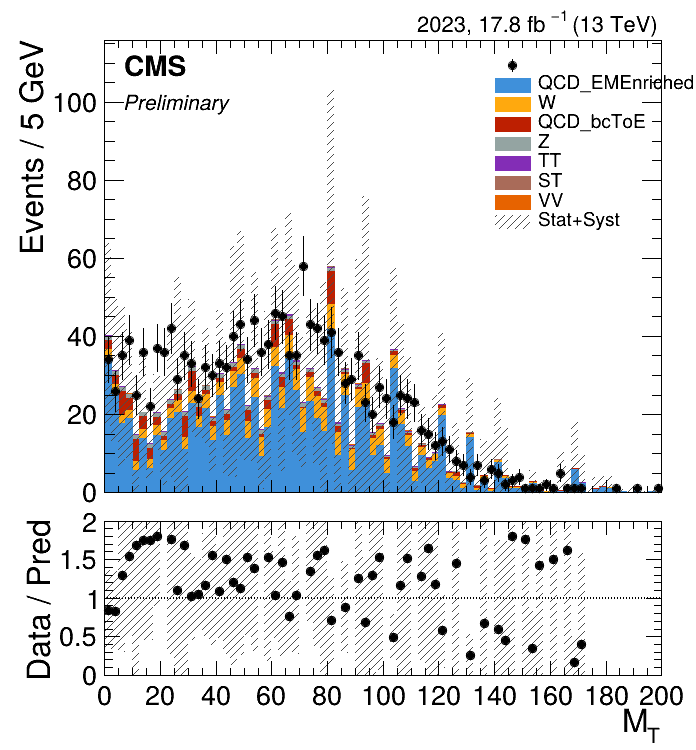 2023, 17.8 fb⁻¹ (13 TeV)
Events / 5 GeV
CMS
Preliminary
QCD_EMEnriched
W
QCD_bcToE
Z
TT
ST
VV
Stat+Syst
100
80
60
40
20
0
Data / Pred
2
1.5
1
0.5
0
0 20 40 60 80 100 120 140 160 180 200
M_T